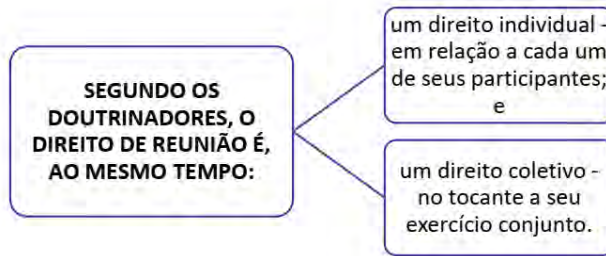 SEGUNDO OS
DOUTRINADORES, O
DIREITO DE REUNIÃO É,
AO MESMO TEMPO:
um direito individual -
em relação a cada um
de seus participantes;
e
um direito coletivo -
no tocante a seu
exercício conjunto.